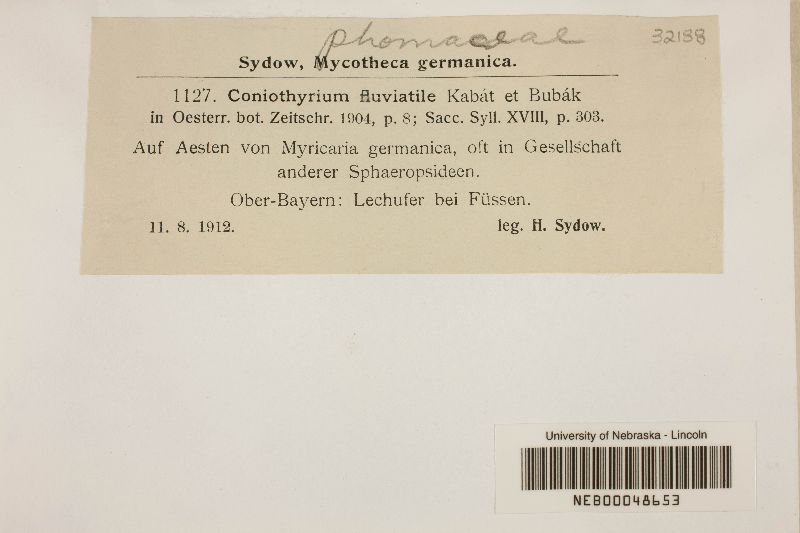 phomaceae 32188
Sydow, Mycotheca germanica.
1127. Coniothyrium fluviatile Kabát et Bubák
in Oesterr. bot. Zeitschr. 1904, p. 8; Sacc. Syll. XVIII, p. 303.
Auf Aesten von Myricaria germanica, oft in Gesellschaft
anderer Sphaeropsideen.
Ober-Bayern: Lechufer bei Füssen.
11. 8. 1912. leg. H. Sydow.
University of Nebraska - Lincoln
NEB00048653